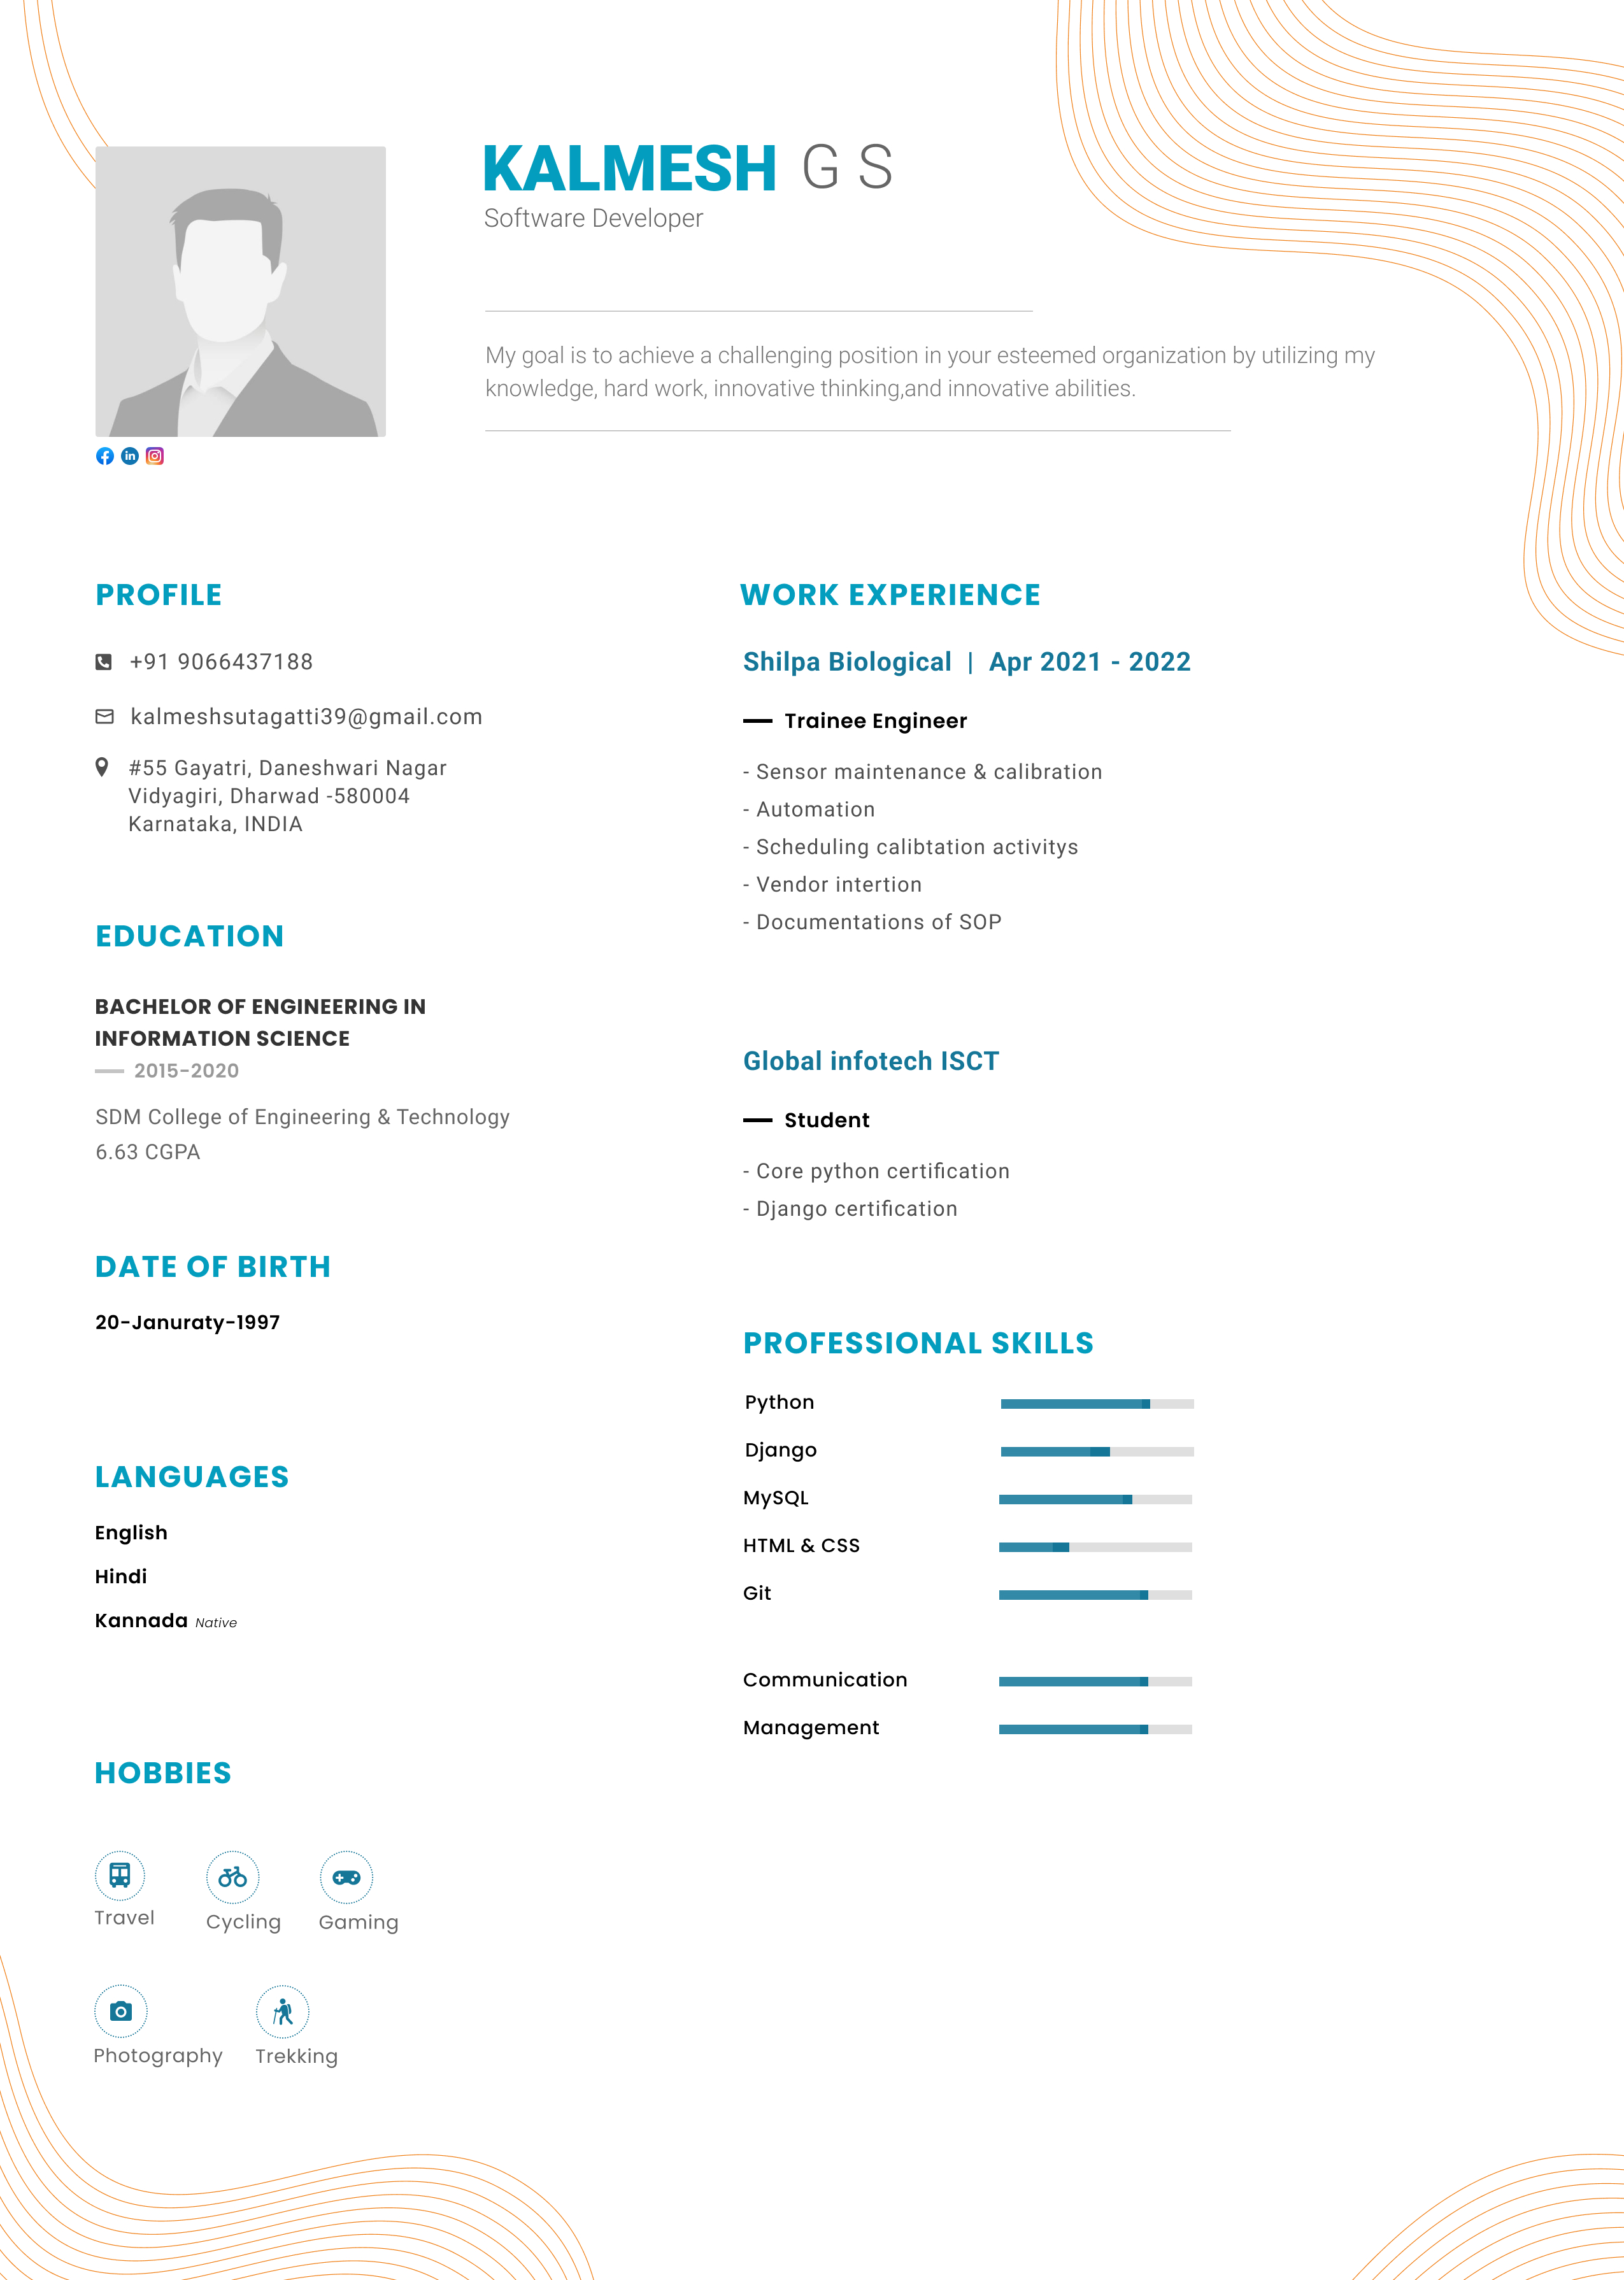 KALMESH G S
Software Developer
My goal is to achieve a challenging position in your esteemed organization by utilizing my
knowledge, hard work, innovative thinking,and innovative abilities.
PROFILE
+91 9066437188
kalmeshsutagatti39@gmail.com
#55 Gayatri, Daneshwari Nagar
Vidyagiri, Dharwad -580004
Karnataka, INDIA
EDUCATION
BACHELOR OF ENGINEERING IN
INFORMATION SCIENCE
2015-2020
SDM College of Engineering & Technology
6.63 CGPA
DATE OF BIRTH
20-Januraty-1997
LANGUAGES
English
Hindi
Kannada Native
HOBBIES
Travel Cycling Gaming
Photography Trekking
WORK EXPERIENCE
Shilpa Biological | Apr 2021 - 2022
Trainee Engineer
- Sensor maintenance & calibration
- Automation
- Scheduling calibtation activitys
- Vendor intertion
- Documentations of SOP
Global infotech ISCT
Student
- Core python certification
- Django certification
PROFESSIONAL SKILLS
Python
Django
MySQL
HTML & CSS
Git
Communication
Management